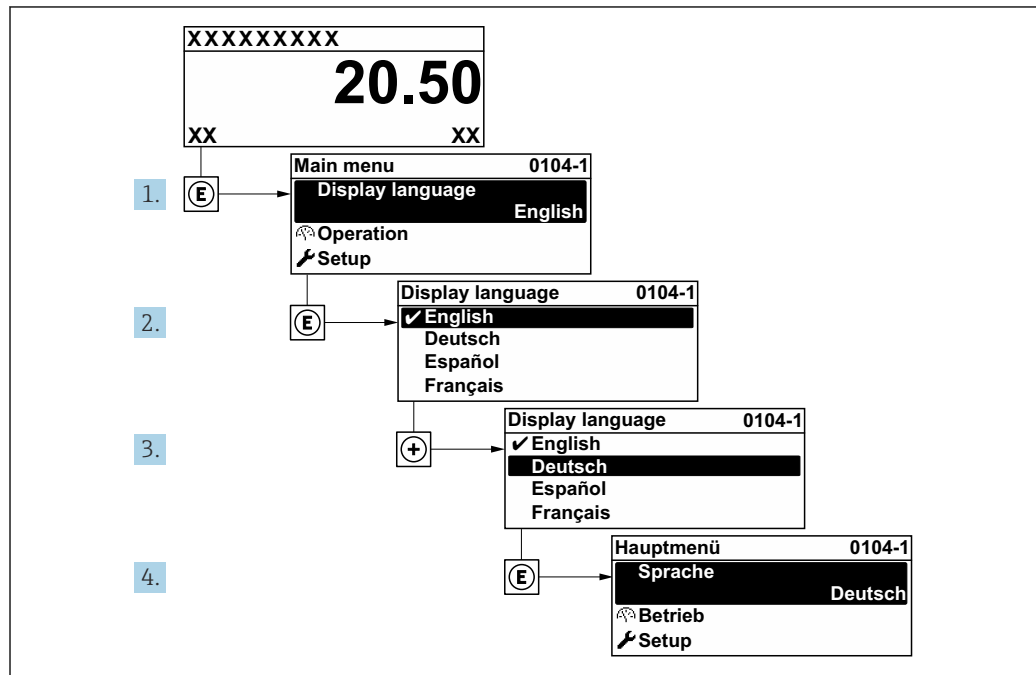 XXXXXXXXX
20.50
XX XX
1. E
Main menu 0104-1
Display language
English
Operation
Setup
2. E
Display language 0104-1
✔English
Deutsch
Español
Français
3. +
Display language 0104-1
✔English
Deutsch
Español
Français
4. E
Hauptmenü 0104-1
Sprache
Deutsch
Betrieb
Setup